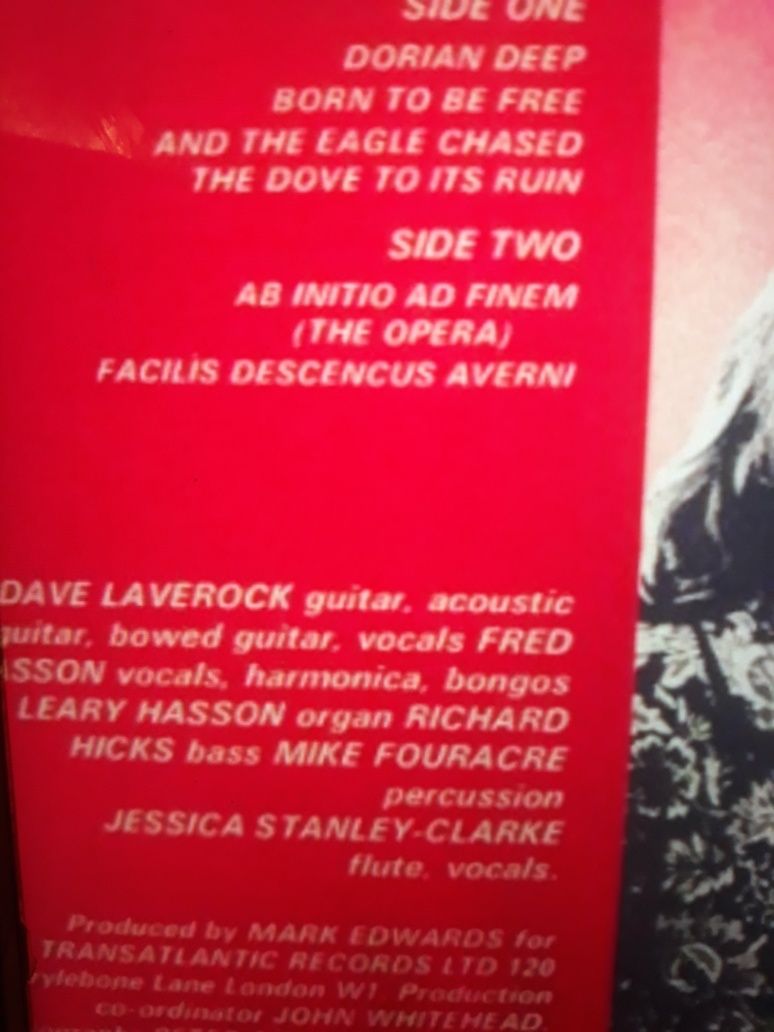 SIDE ONE
DORIAN DEEP
BORN TO BE FREE
AND THE EAGLE CHASED
THE DOVE TO ITS RUIN
SIDE TWO
AB INITIO AD FINEM
(THE OPERA)
FACILIS DESCENCUS AVERNI
DAVE LAVEROCK guitar, acoustic
guitar, bowed guitar, vocals FRED
vocals, harmonica, bongos
LEARY HASSON organ RICHARD
HICKS bass MIKE FOURACRE
percussion
JESSICA STANLEY-CLARKE
flute, vocals.
Produced by MARK EDWARDS for
TRANSATLANTIC RECORDS LTD 120
Lane London W1 Production
co-ordinator JOHN WHITEHEAD